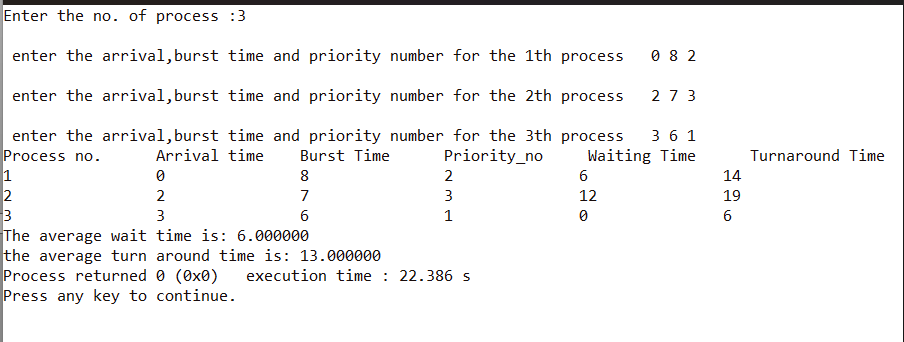 Enter the no. of process :3
enter the arrival,burst time and priority number for the 1th process   0 8 2
enter the arrival,burst time and priority number for the 2th process   2 7 3
enter the arrival,burst time and priority number for the 3th process   3 6 1
Process no.      Arrival time    Burst Time      Priority_no     Waiting Time      Turnaround Time
1                0               8               2              6               14
2                2               7               3              12              19
3                3               6               1              0               6
The average wait time is: 6.000000
the average turn around time is: 13.000000
Process returned 0 (0x0)   execution time : 22.386 s
Press any key to continue.